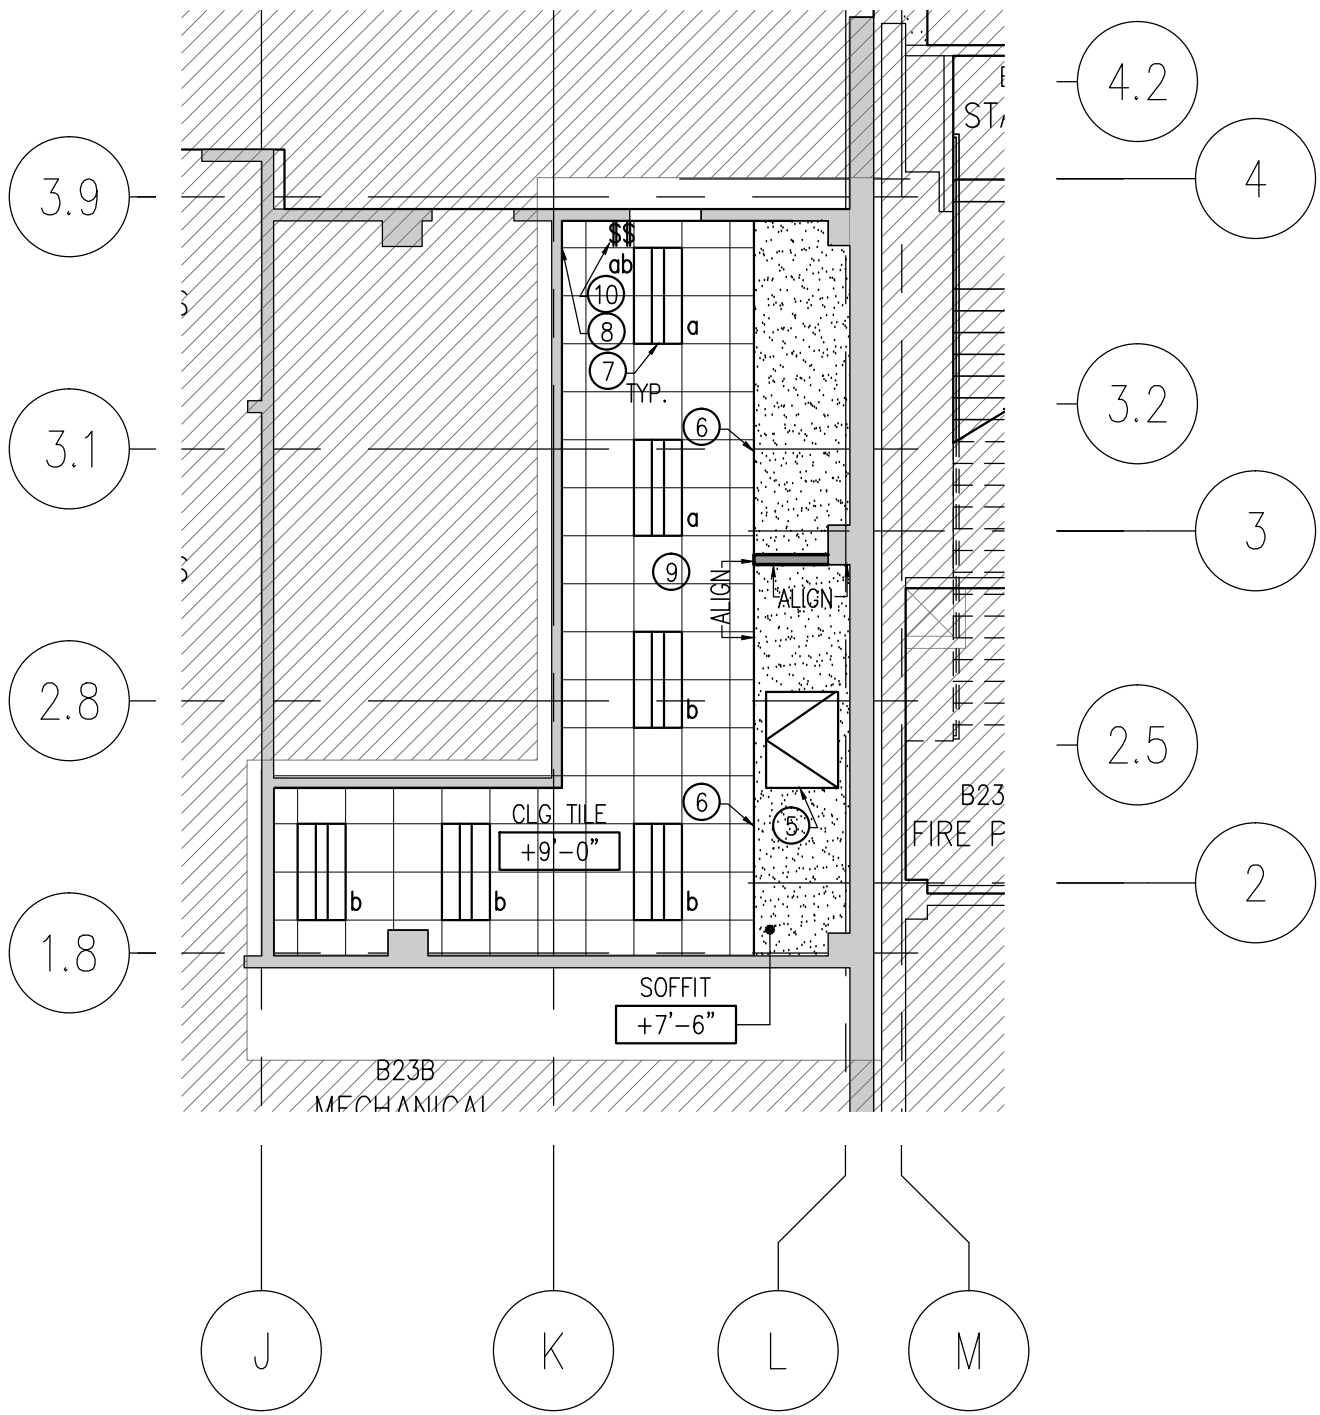 4.2
STA
4
3.9
$$
ab
10
a
8
7
TYP.
3.2
6
3.1
a
3
9
ALIGN
ALIGN
2.8
b
2.5
B23
6
CLG TILE
5
FIRE P
+9'-0"
2
b
b
b
1.8
SOFFIT
+7'-6"
B23B
MECHANICAL
J
K
L
M